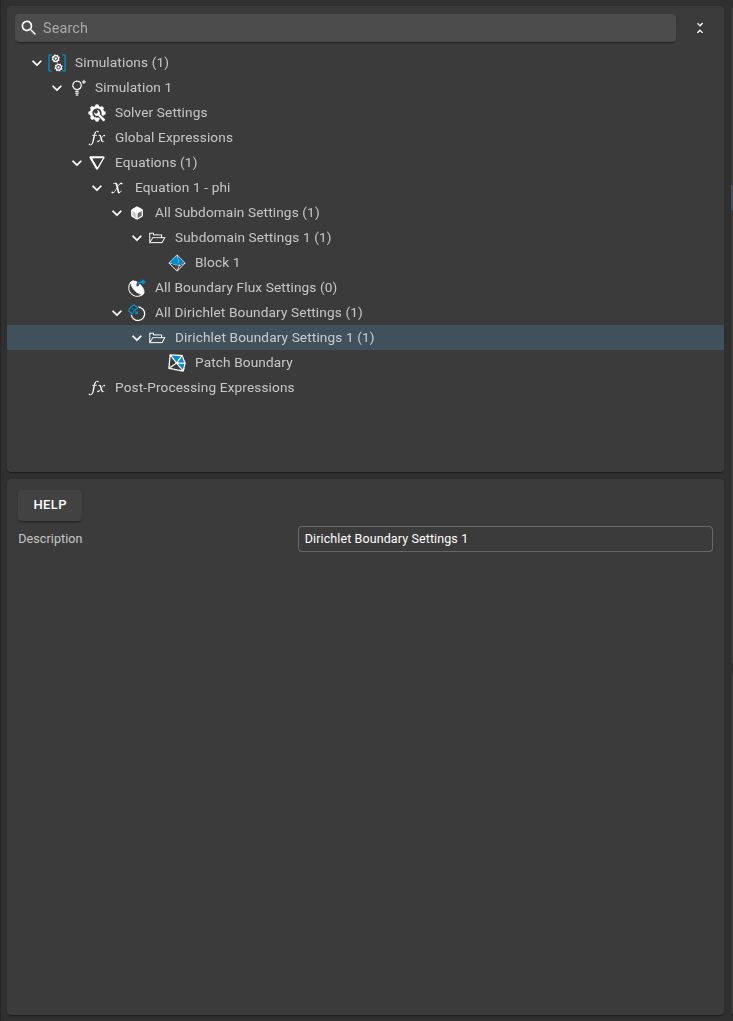 Search
Simulations (1)
Simulation 1
Solver Settings
fx Global Expressions
Equations (1)
x Equation 1 - phi
All Subdomain Settings (1)
Subdomain Settings 1 (1)
Block 1
All Boundary Flux Settings (0)
All Dirichlet Boundary Settings (1)
Dirichlet Boundary Settings 1 (1)
Patch Boundary
fx Post-Processing Expressions
HELP
Description Dirichlet Boundary Settings 1